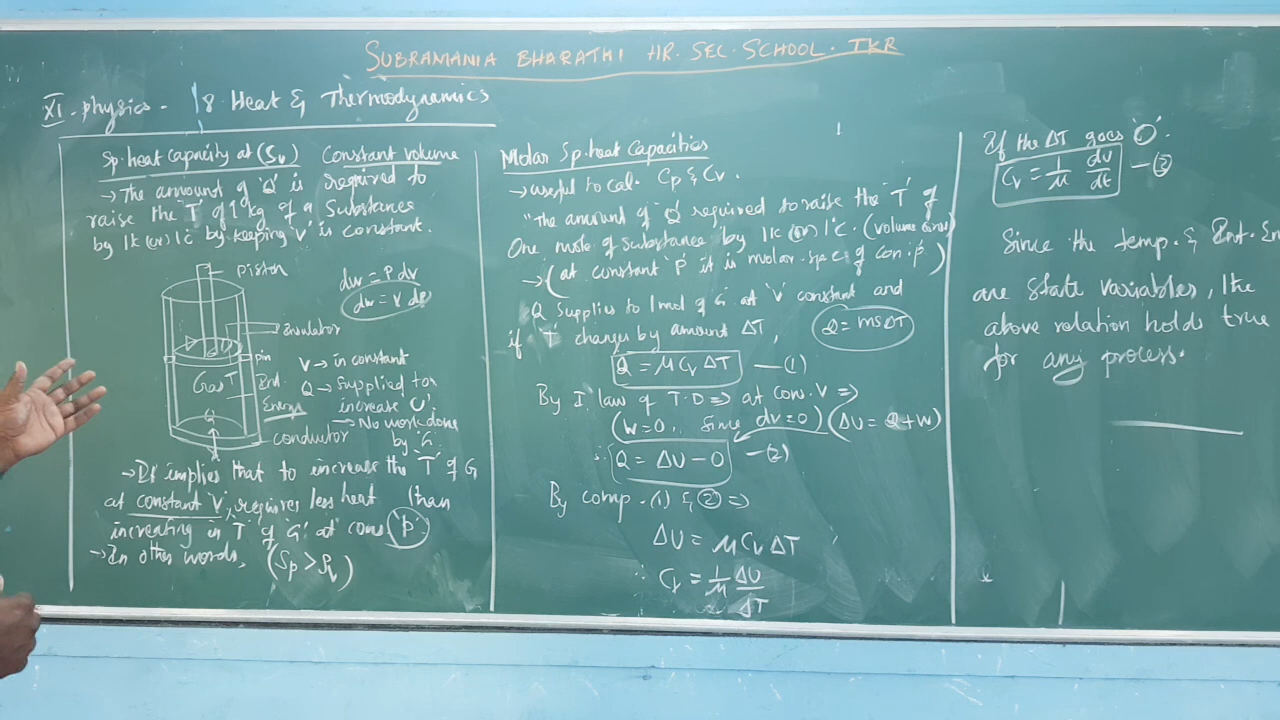 SUBRAMANIA BHARATHI HR. SEC. SCHOOL. TKR
XI - physics - 8. Heat & Thermodynamics
Sp. heat capacity at (Sv) Constant volume
→ The amount of 'Q' is required to
raise the 'T' of 1 kg of a Substance
by 1k (or) 1°c by keeping 'V' is constant.
piston
dw = P dv
dw = V dp
Insulator
pin
Gas T
Int.
Energy
conductor
V → in constant
Q → Supplied to
increase 'U'.
→ No work done
by 'G'.
→ It implies that to increase the 'T' of G
at constant 'V', requires less heat than
increasing in 'T' of 'G' at cons 'P'
→ In other words, (Sp > Sv)
Molar Sp. heat Capacities
→ useful to cal. Cp & Cv.
"The amount of 'Q' required to raise the "T" of
One mole of substance by 1k (or) 1°c. (volume
→ (at constant 'P' it is molar. spe. of con. p)
Q Supplies to 1 mol of G at 'V' constant and
if 'T' changes by amount ΔT,
Q = msΔT
Q = μ Cv ΔT — (1)
By I law of T.D ⇒ at con. V ⇒
(W=0, Since dv=0) (ΔU = Q+W)
∴ Q = ΔU - 0 — (2)
By comp. (1) & (2) ⇒
ΔU = μ Cv ΔT
∴ Cv = 1/μ ΔU/ΔT
If the ΔT goes 'O'.
Cv = 1/μ dv/dt — (3)
Since the temp. & Int. En
are state variables, the
above relation holds true
for any process.